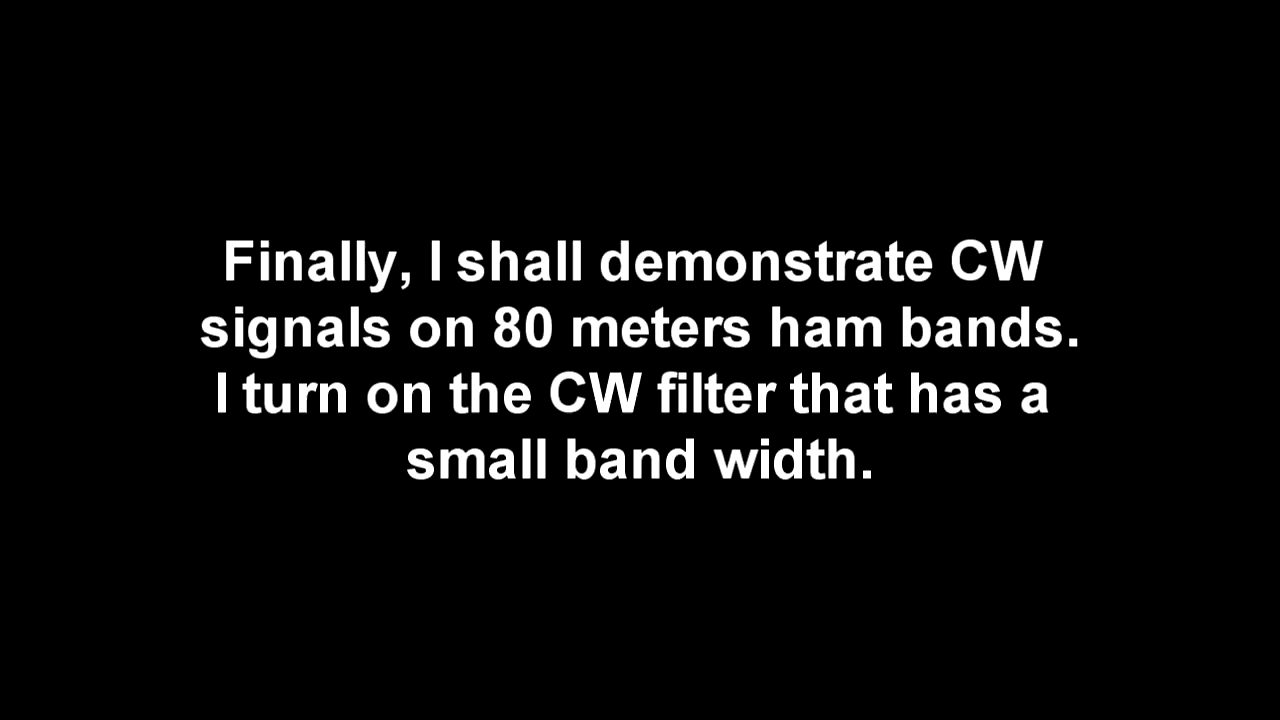 Finally, I shall demonstrate CW
signals on 80 meters ham bands.
I turn on the CW filter that has a
small band width.